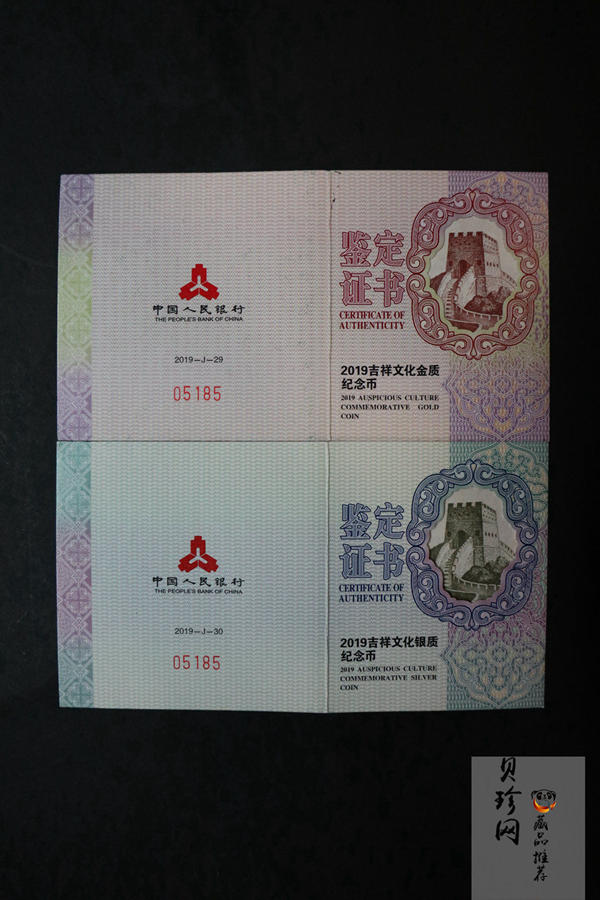 中国人民银行
THE PEOPLE'S BANK OF CHINA
2019-J-29
05185
鉴定
证书
CERTIFICATE OF
AUTHENTICITY
2019吉祥文化金质
纪念币
2019 AUSPICIOUS CULTURE
COMMEMORATIVE GOLD
COIN
中国人民银行
THE PEOPLE'S BANK OF CHINA
2019-J-30
05185
鉴定
证书
CERTIFICATE OF
AUTHENTICITY
2019吉祥文化银质
纪念币
2019 AUSPICIOUS CULTURE
COMMEMORATIVE SILVER
COIN
贝珍网
藏品推荐